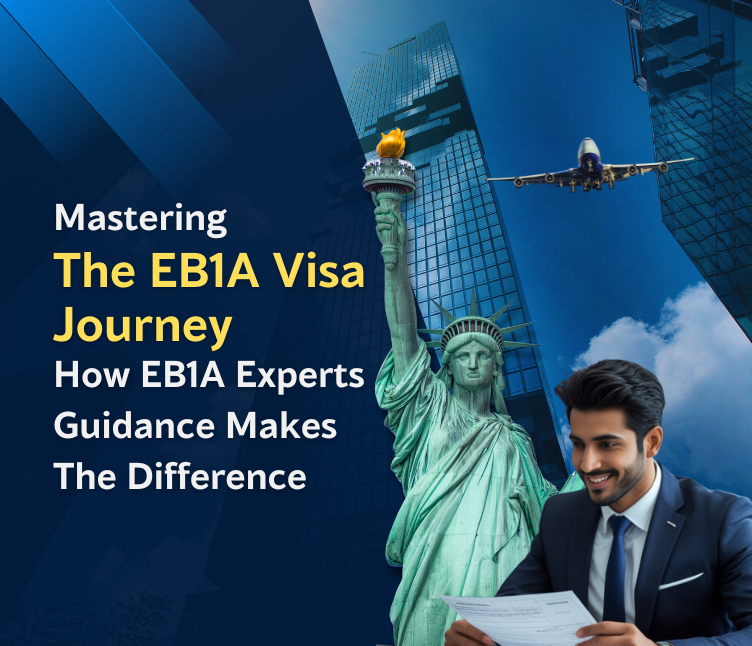 Mastering
The EB1A Visa
Journey
How EB1A Experts
Guidance Makes
The Difference